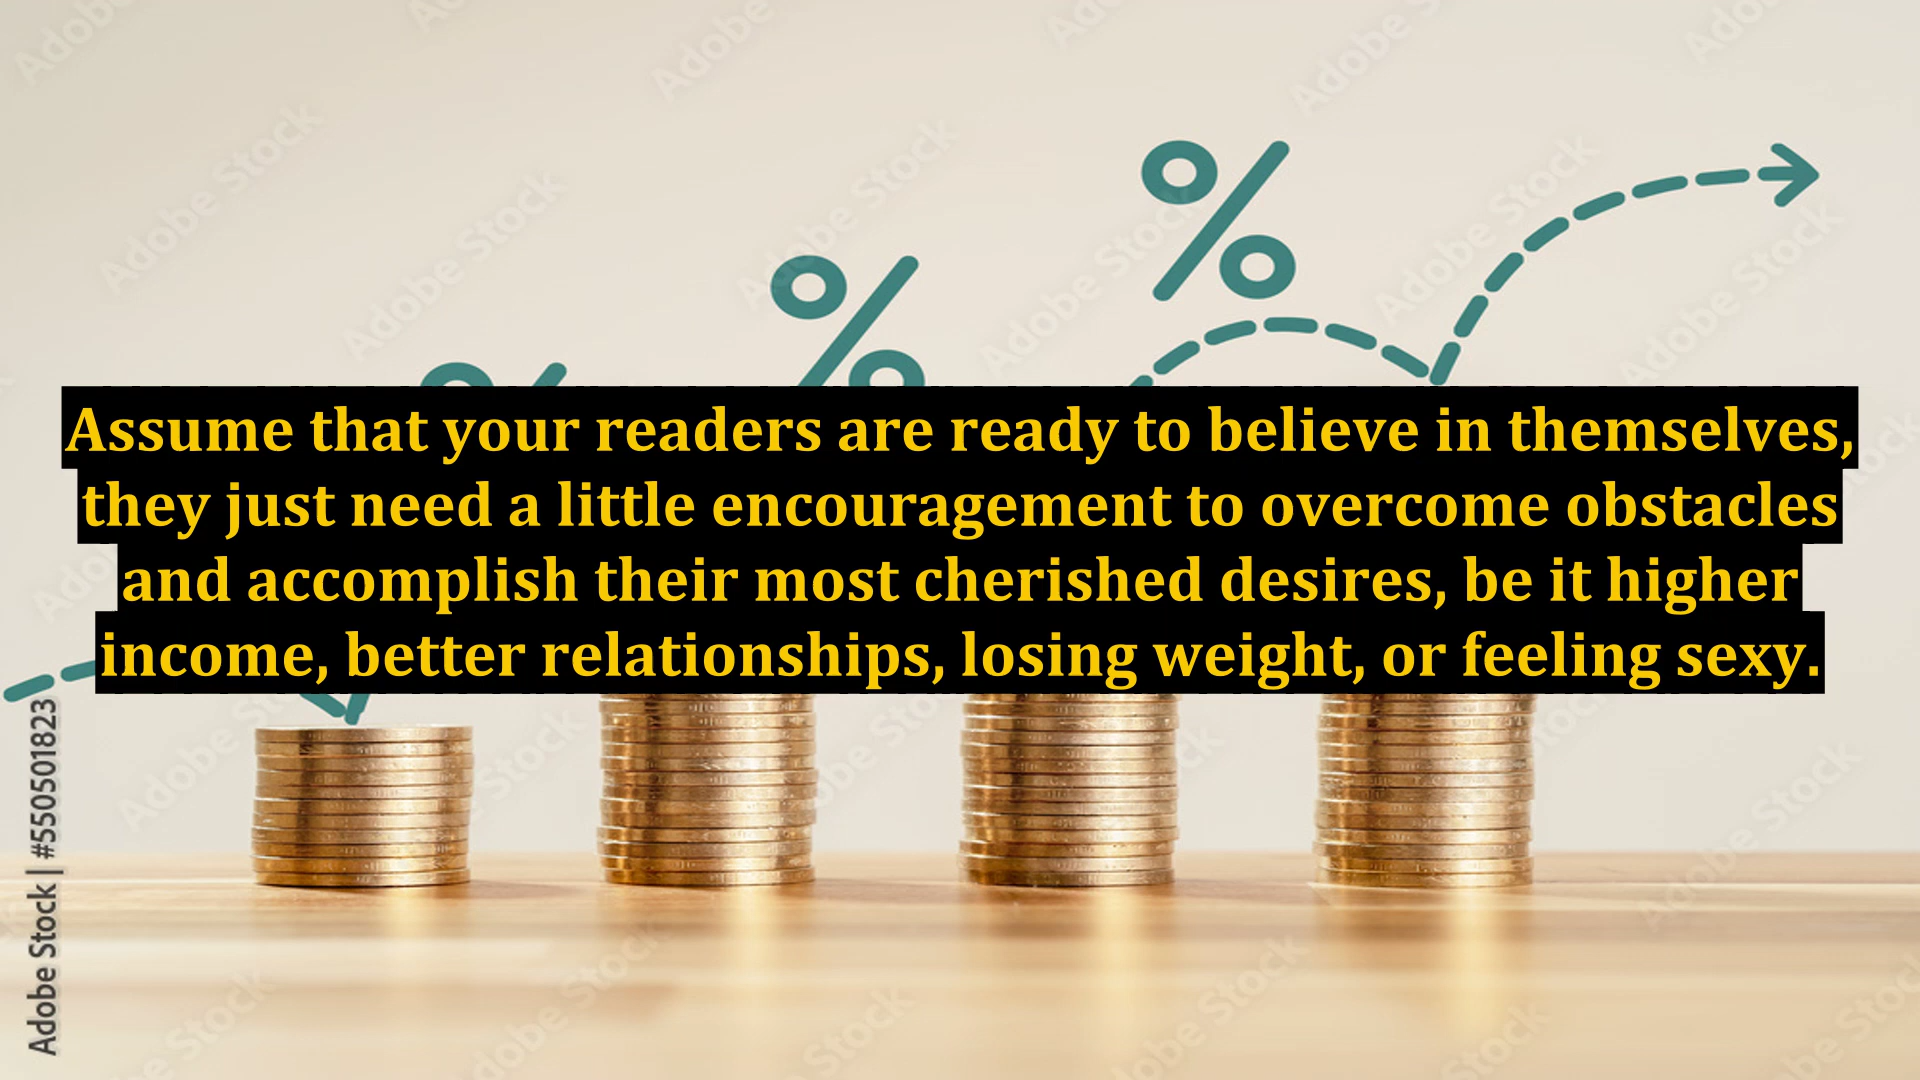 %
%
%
Assume that your readers are ready to believe in themselves,
they just need a little encouragement to overcome obstacles
and accomplish their most cherished desires, be it higher
income, better relationships, losing weight, or feeling sexy.
Adobe Stock | #550501823
Adobe Stock